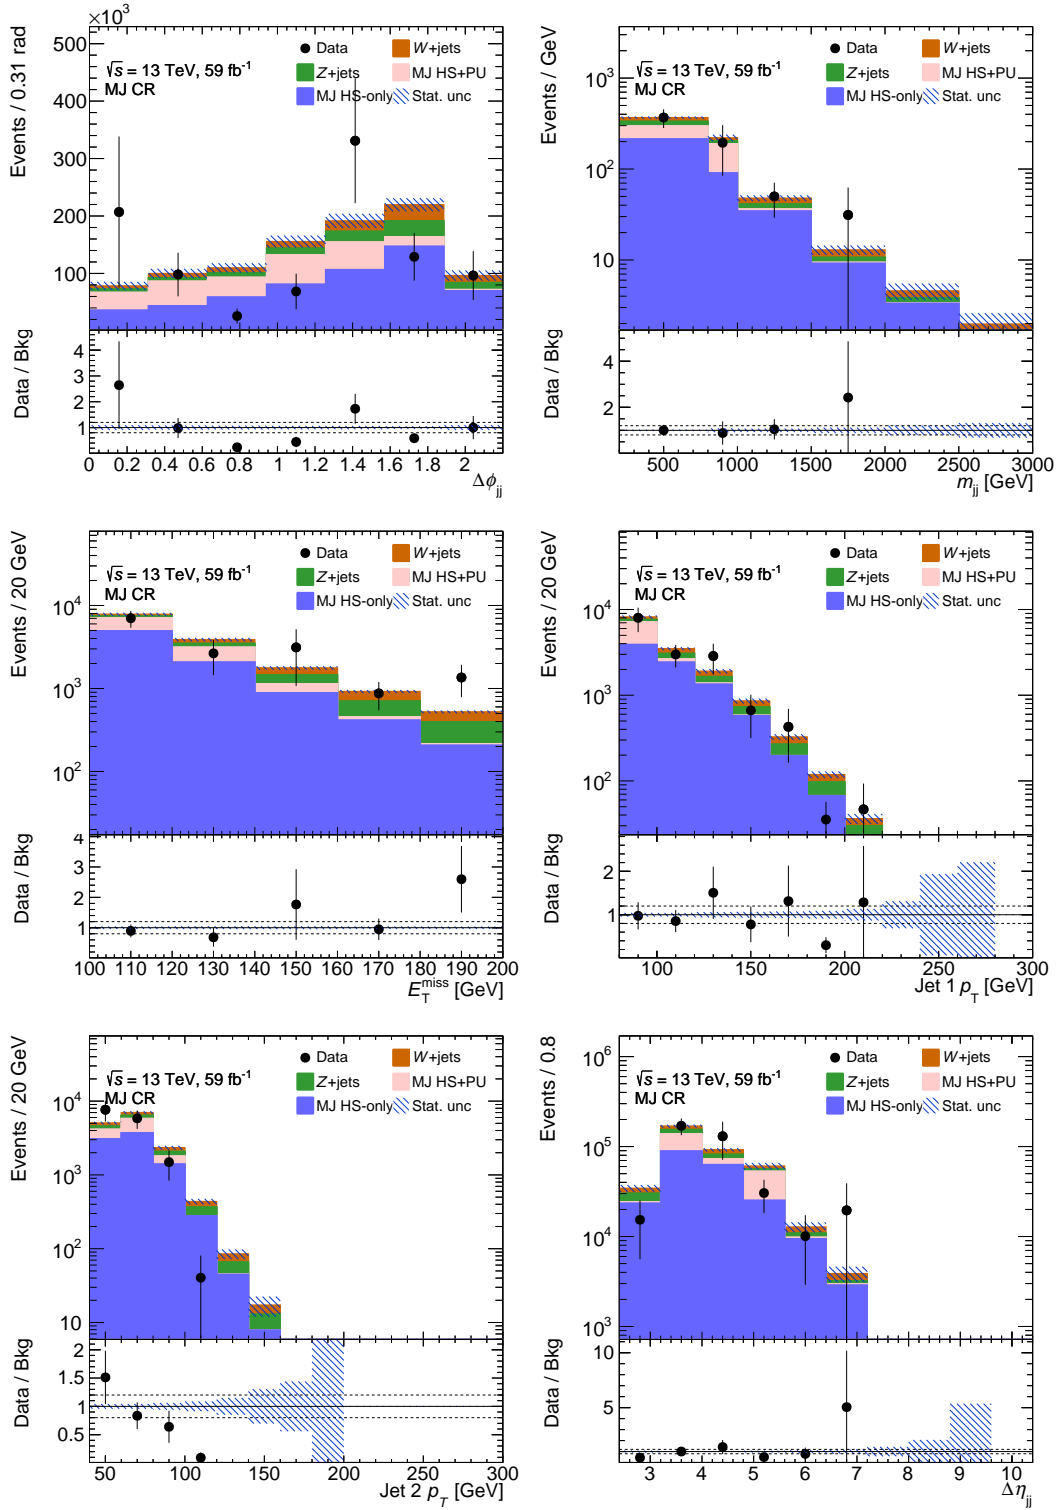 ×10³
Events / 0.31 rad
500
400
300
200
100
√s = 13 TeV, 59 fb⁻¹
MJ CR
Data
W+jets
Z+jets
MJ HS+PU
MJ HS-only
Stat. unc
Data / Bkg
4
3
2
1
0 0.2 0.4 0.6 0.8 1 1.2 1.4 1.6 1.8 2
Δϕjj
Events / GeV
10³
10²
10
√s = 13 TeV, 59 fb⁻¹
MJ CR
Data
W+jets
Z+jets
MJ HS+PU
MJ HS-only
Stat. unc
Data / Bkg
4
2
500 1000 1500 2000 2500 3000
mjj [GeV]
Events / 20 GeV
10⁴
10³
10²
√s = 13 TeV, 59 fb⁻¹
MJ CR
Data
W+jets
Z+jets
MJ HS+PU
MJ HS-only
Stat. unc
Data / Bkg
4
3
2
1
100 110 120 130 140 150 160 170 180 190 200
E_T^miss [GeV]
Events / 20 GeV
10⁴
10³
10²
√s = 13 TeV, 59 fb⁻¹
MJ CR
Data
W+jets
Z+jets
MJ HS+PU
MJ HS-only
Stat. unc
Data / Bkg
2
1
100 150 200 250 300
Jet 1 p_T [GeV]
Events / 20 GeV
10⁴
10³
10²
10
√s = 13 TeV, 59 fb⁻¹
MJ CR
Data
W+jets
Z+jets
MJ HS+PU
MJ HS-only
Stat. unc
Data / Bkg
2
1.5
1
0.5
50 100 150 200 250 300
Jet 2 p_T [GeV]
Events / 0.8
10⁶
10⁵
10⁴
10³
√s = 13 TeV, 59 fb⁻¹
MJ CR
Data
W+jets
Z+jets
MJ HS+PU
MJ HS-only
Stat. unc
Data / Bkg
10
5
3 4 5 6 7 8 9 10
Δηjj